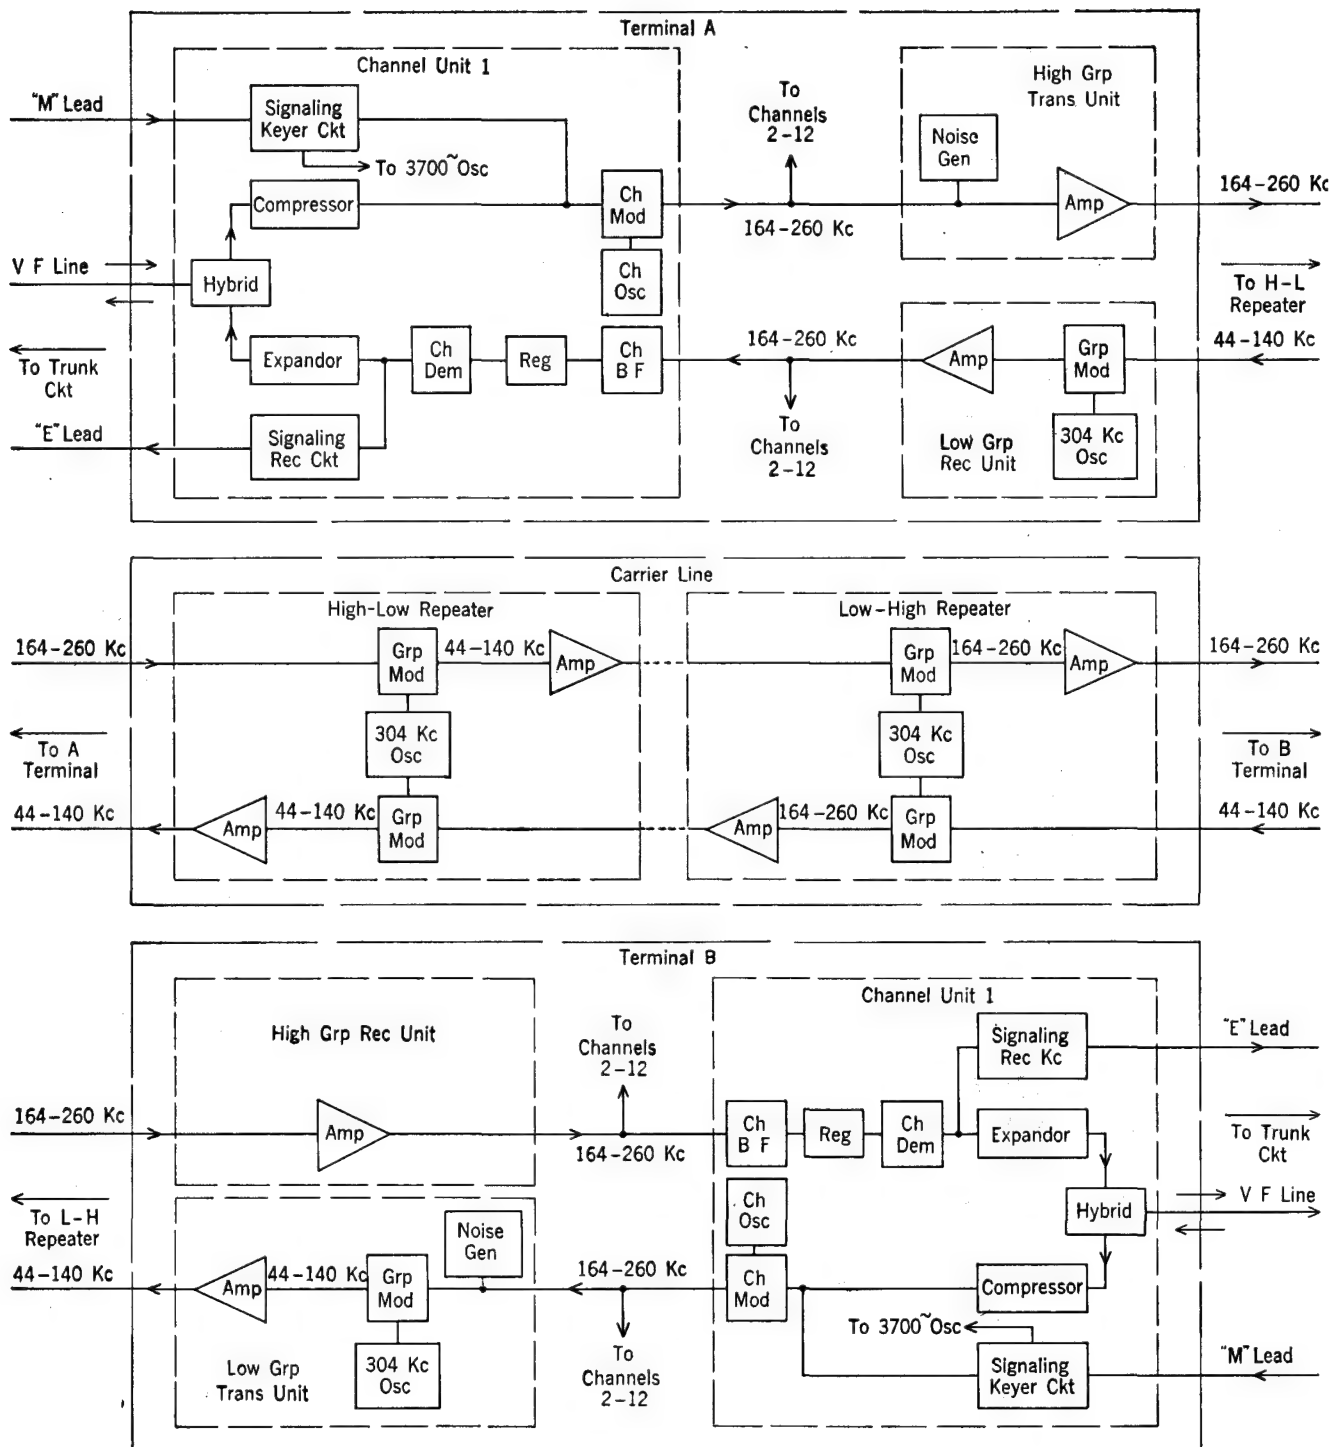 Terminal A
Channel Unit 1
"M" Lead
Signaling
Keyer Ckt
To 3700~Osc
Compressor
Ch
Mod
Ch
Osc
V F Line
Hybrid
To Trunk
Ckt
Expandor
Ch
Dem
Reg
Ch
B F
"E" Lead
Signaling
Rec Ckt
To
Channels
2-12
164-260 Kc
High Grp
Trans Unit
Noise
Gen
Amp
164-260 Kc
To H-L
Repeater
164-260 Kc
Amp
Grp
Mod
44-140 Kc
To
Channels
2-12
Low Grp
Rec Unit
304 Kc
Osc
Carrier Line
High-Low Repeater
Low-High Repeater
164-260 Kc
Grp
Mod
44-140 Kc
Amp
Grp
Mod
164-260 Kc
Amp
164-260 Kc
To A
Terminal
304 Kc
Osc
304 Kc
Osc
To B
Terminal
44-140 Kc
Amp
44-140 Kc
Grp
Mod
Amp
164-260 Kc
Grp
Mod
44-140 Kc
Terminal B
High Grp Rec Unit
To
Channels
2-12
Channel Unit 1
Signaling
Rec Kc
"E" Lead
164-260 Kc
Amp
164-260 Kc
Ch
B F
Reg
Ch
Dem
Expandor
To Trunk
Ckt
To L-H
Repeater
Noise
Gen
Ch
Osc
Hybrid
V F Line
44-140 Kc
Amp
44-140 Kc
Grp
Mod
164-260 Kc
Ch
Mod
Compressor
To 3700~Osc
Low Grp
Trans Unit
304 Kc
Osc
To
Channels
2-12
Signaling
Keyer Ckt
"M" Lead